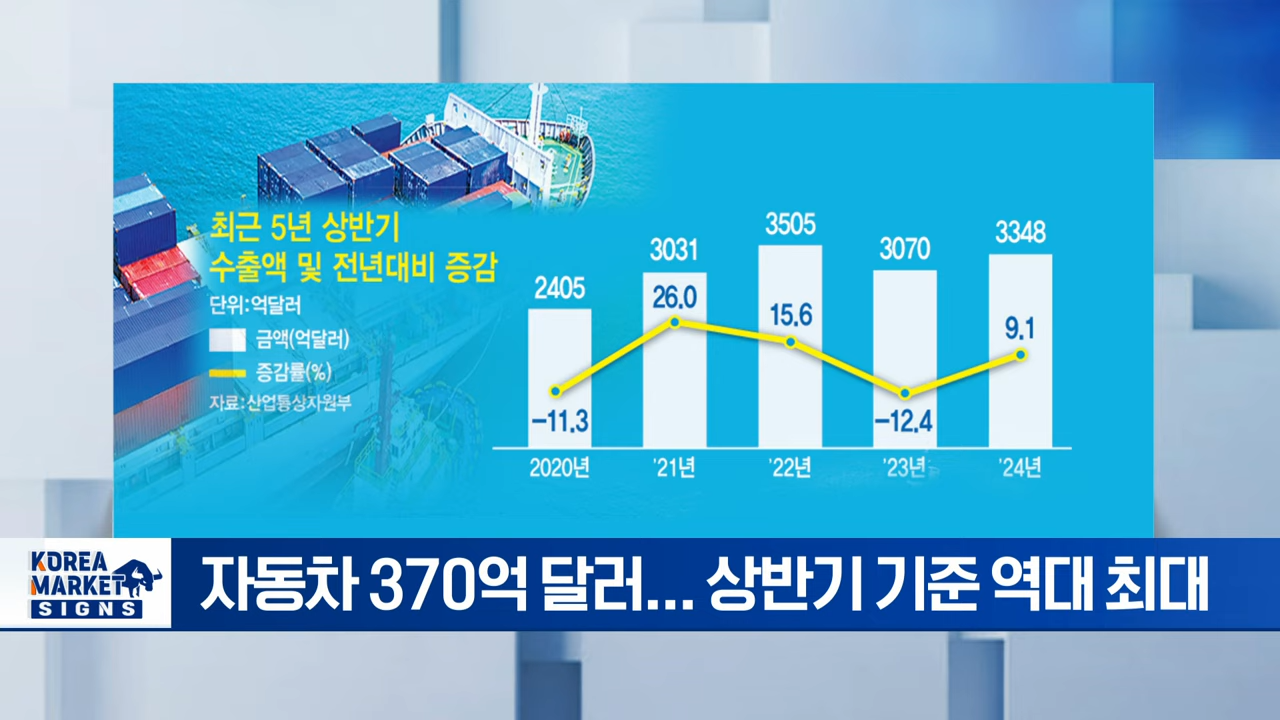 최근 5년 상반기
수출액 및 전년대비 증감
단위:억달러
금액(억달러)
증감률(%)
자료:산업통상자원부
2405
3031
3505
3070
3348
-11.3
26.0
15.6
-12.4
9.1
2020년
'21년
'22년
'23년
'24년
KOREA
MARKET
SIGNS
자동차 370억 달러... 상반기 기준 역대 최대